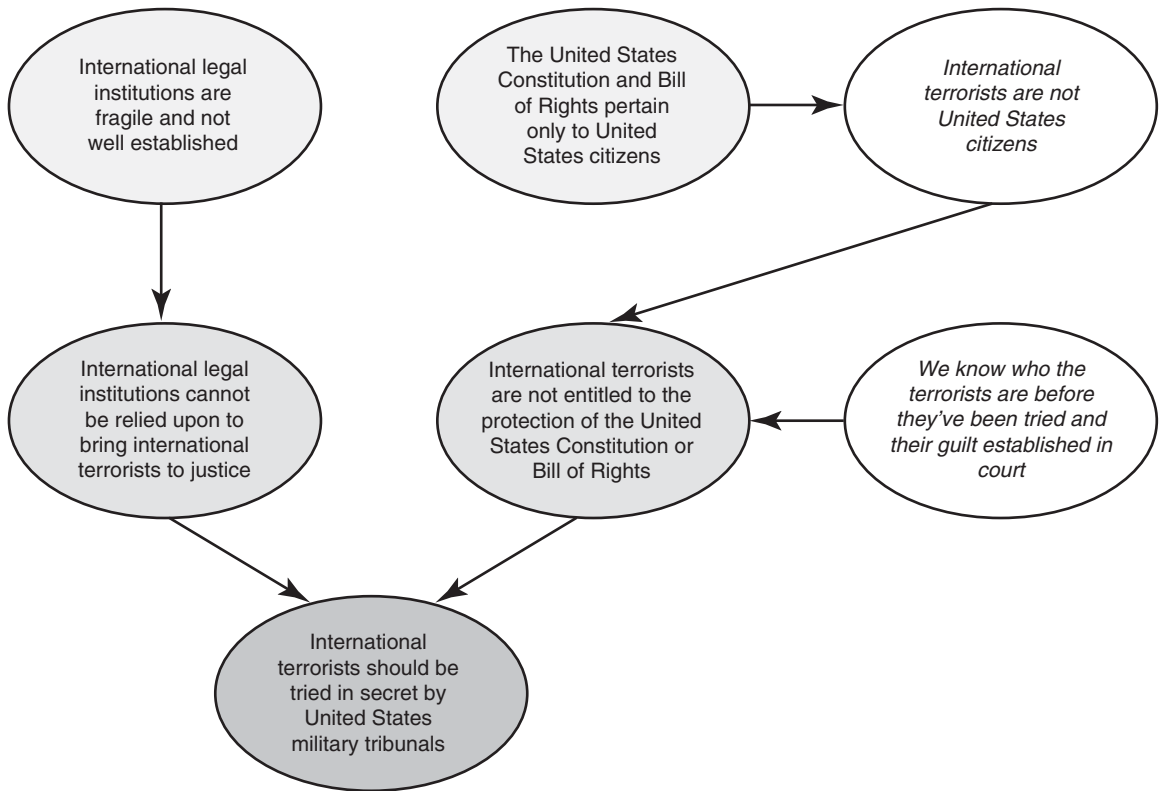 International legal
institutions are
fragile and not
well established
The United States
Constitution and Bill
of Rights pertain
only to United
States citizens
International
terrorists are not
United States
citizens
International legal
institutions cannot
be relied upon to
bring international
terrorists to justice
International terrorists
are not entitled to the
protection of the United
States Constitution or
Bill of Rights
We know who the
terrorists are before
they've been tried and
their guilt established in
court
International
terrorists should be
tried in secret by
United States
military tribunals